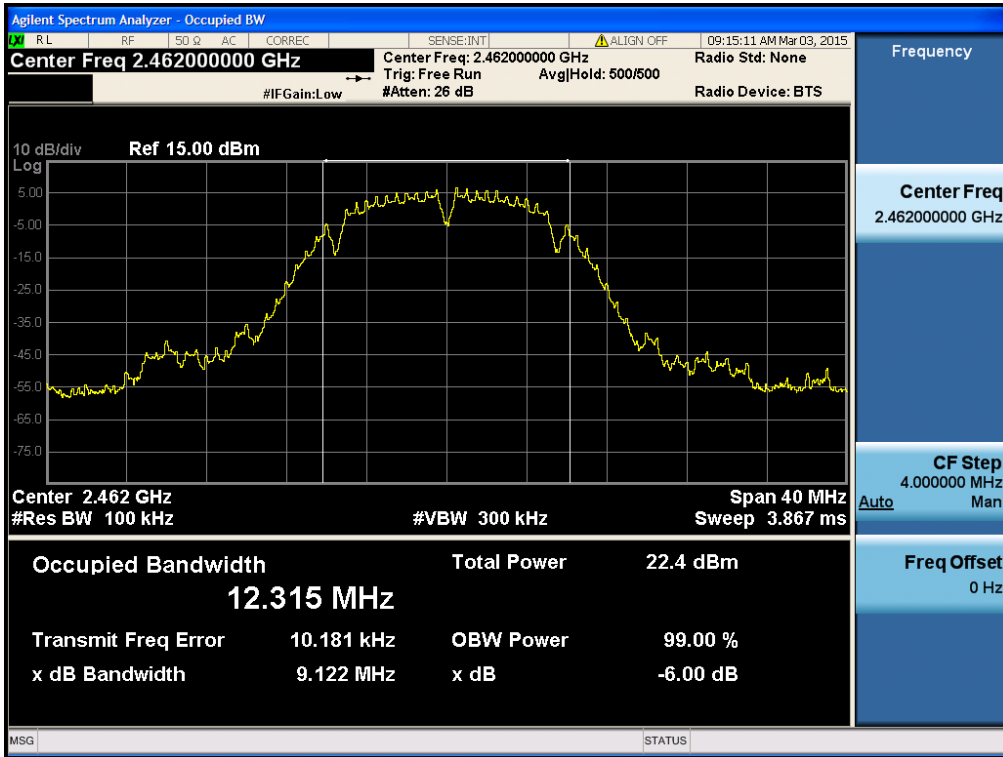 Agilent Spectrum Analyzer - Occupied BW
LXI RL RF 50 Ω AC CORREC SENSE:INT ALIGN OFF 09:15:11 AM Mar 03, 2015
Center Freq 2.462000000 GHz
Center Freq: 2.462000000 GHz
Radio Std: None
Trig: Free Run Avg|Hold: 500/500
#IFGain:Low
#Atten: 26 dB
Radio Device: BTS
10 dB/div Ref 15.00 dBm
Log
5.00
-5.00
-15.0
-25.0
-35.0
-45.0
-55.0
-65.0
-75.0
Center 2.462 GHz
Span 40 MHz
#Res BW 100 kHz
#VBW 300 kHz
Sweep 3.867 ms
Occupied Bandwidth
12.315 MHz
Total Power 22.4 dBm
Transmit Freq Error 10.181 kHz
OBW Power 99.00 %
x dB Bandwidth 9.122 MHz
x dB -6.00 dB
MSG
STATUS
Frequency
Center Freq
2.462000000 GHz
CF Step
4.000000 MHz
Auto Man
Freq Offset
0 Hz